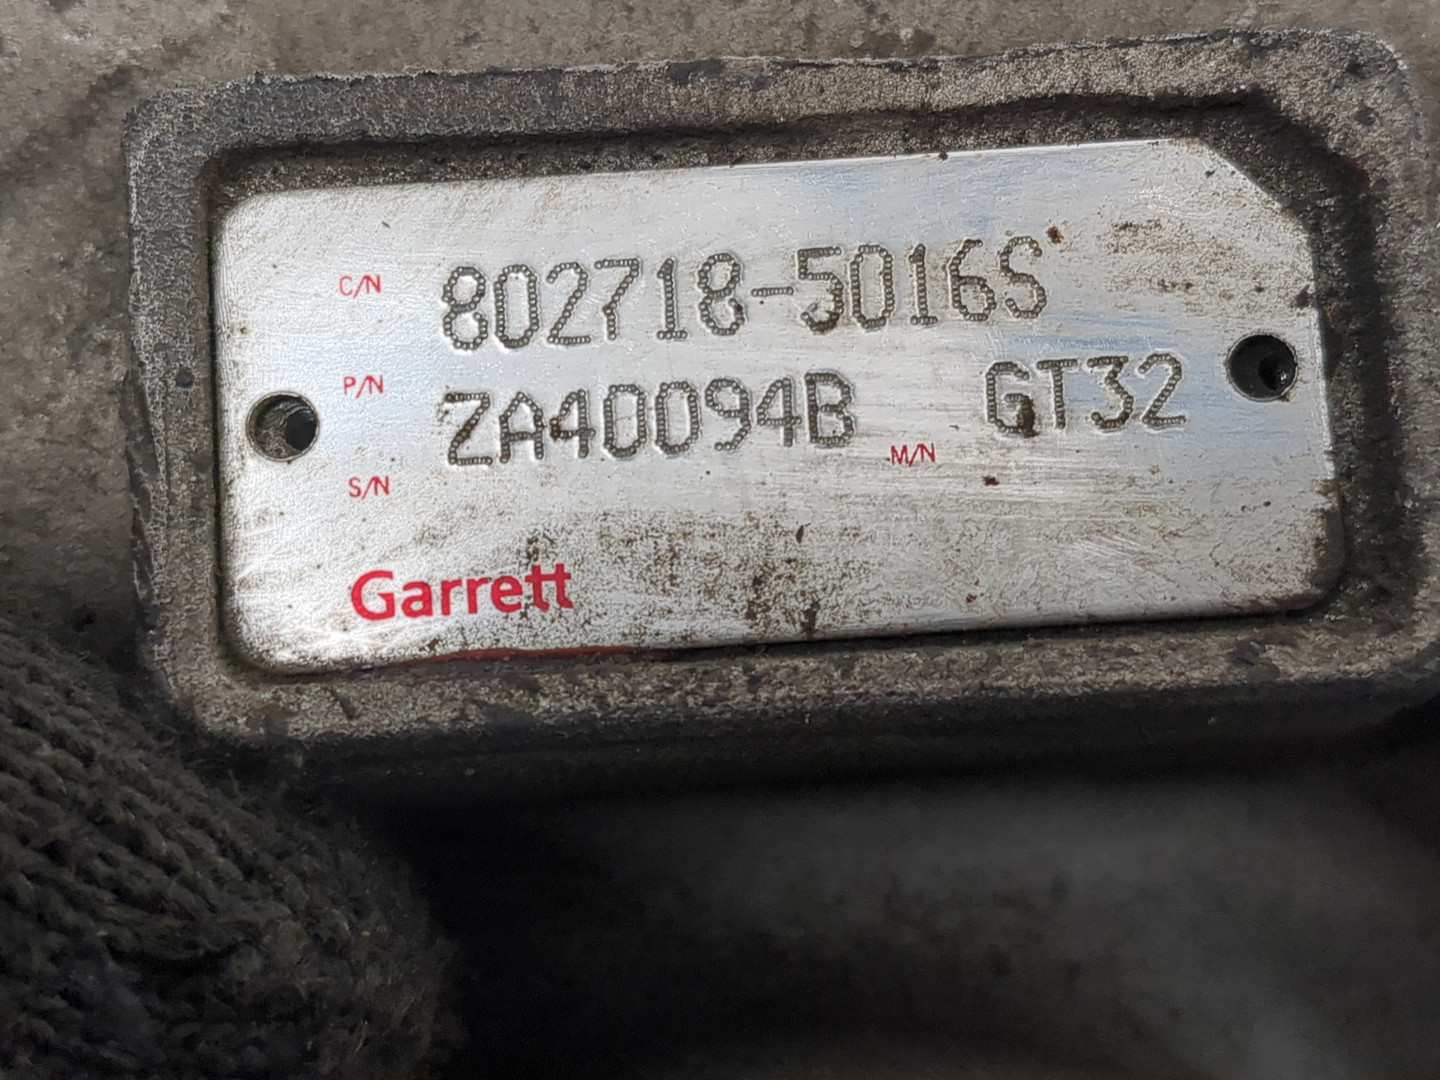 C/N 802718-5016S
P/N ZA40094B M/N GT32
S/N
Garrett